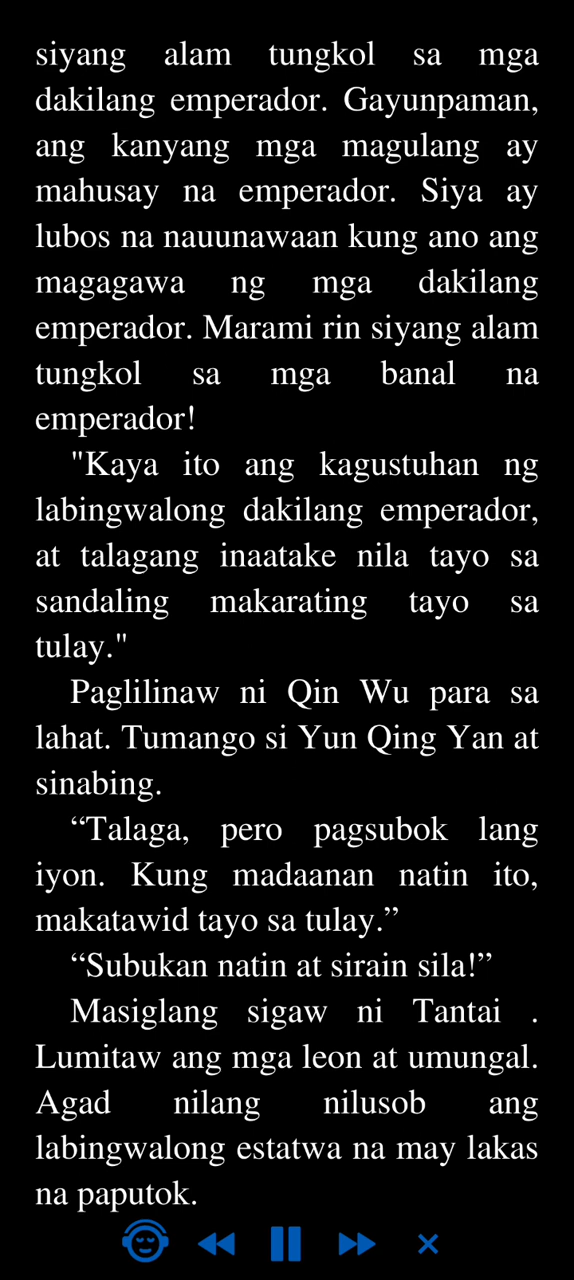 siyang alam tungkol sa mga
dakilang emperador. Gayunpaman,
ang kanyang mga magulang ay
mahusay na emperador. Siya ay
lubos na nauunawaan kung ano ang
magagawa ng mga dakilang
emperador. Marami rin siyang alam
tungkol sa mga banal na
emperador!
"Kaya ito ang kagustuhan ng
labingwalong dakilang emperador,
at talagang inaatake nila tayo sa
sandaling makarating tayo sa
tulay."
Paglilinaw ni Qin Wu para sa
lahat. Tumango si Yun Qing Yan at
sinabing.
“Talaga, pero pagsubok lang
iyon. Kung madaanan natin ito,
makatawid tayo sa tulay.”
“Subukan natin at sirain sila!”
Masiglang sigaw ni Tantai .
Lumitaw ang mga leon at umungal.
Agad nilang nilusob ang
labingwalong estatwa na may lakas
na paputok.